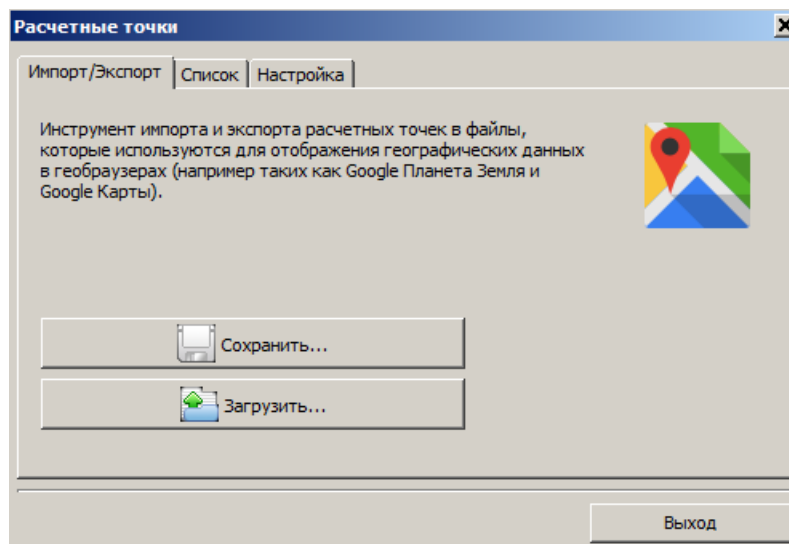 Расчетные точки
Импорт/Экспорт Список Настройка
Инструмент импорта и экспорта расчетных точек в файлы,
которые используются для отображения географических данных
в геобраузерах (например таких как Google Планета Земля и
Google Карты).
Сохранить...
Загрузить...
Выход